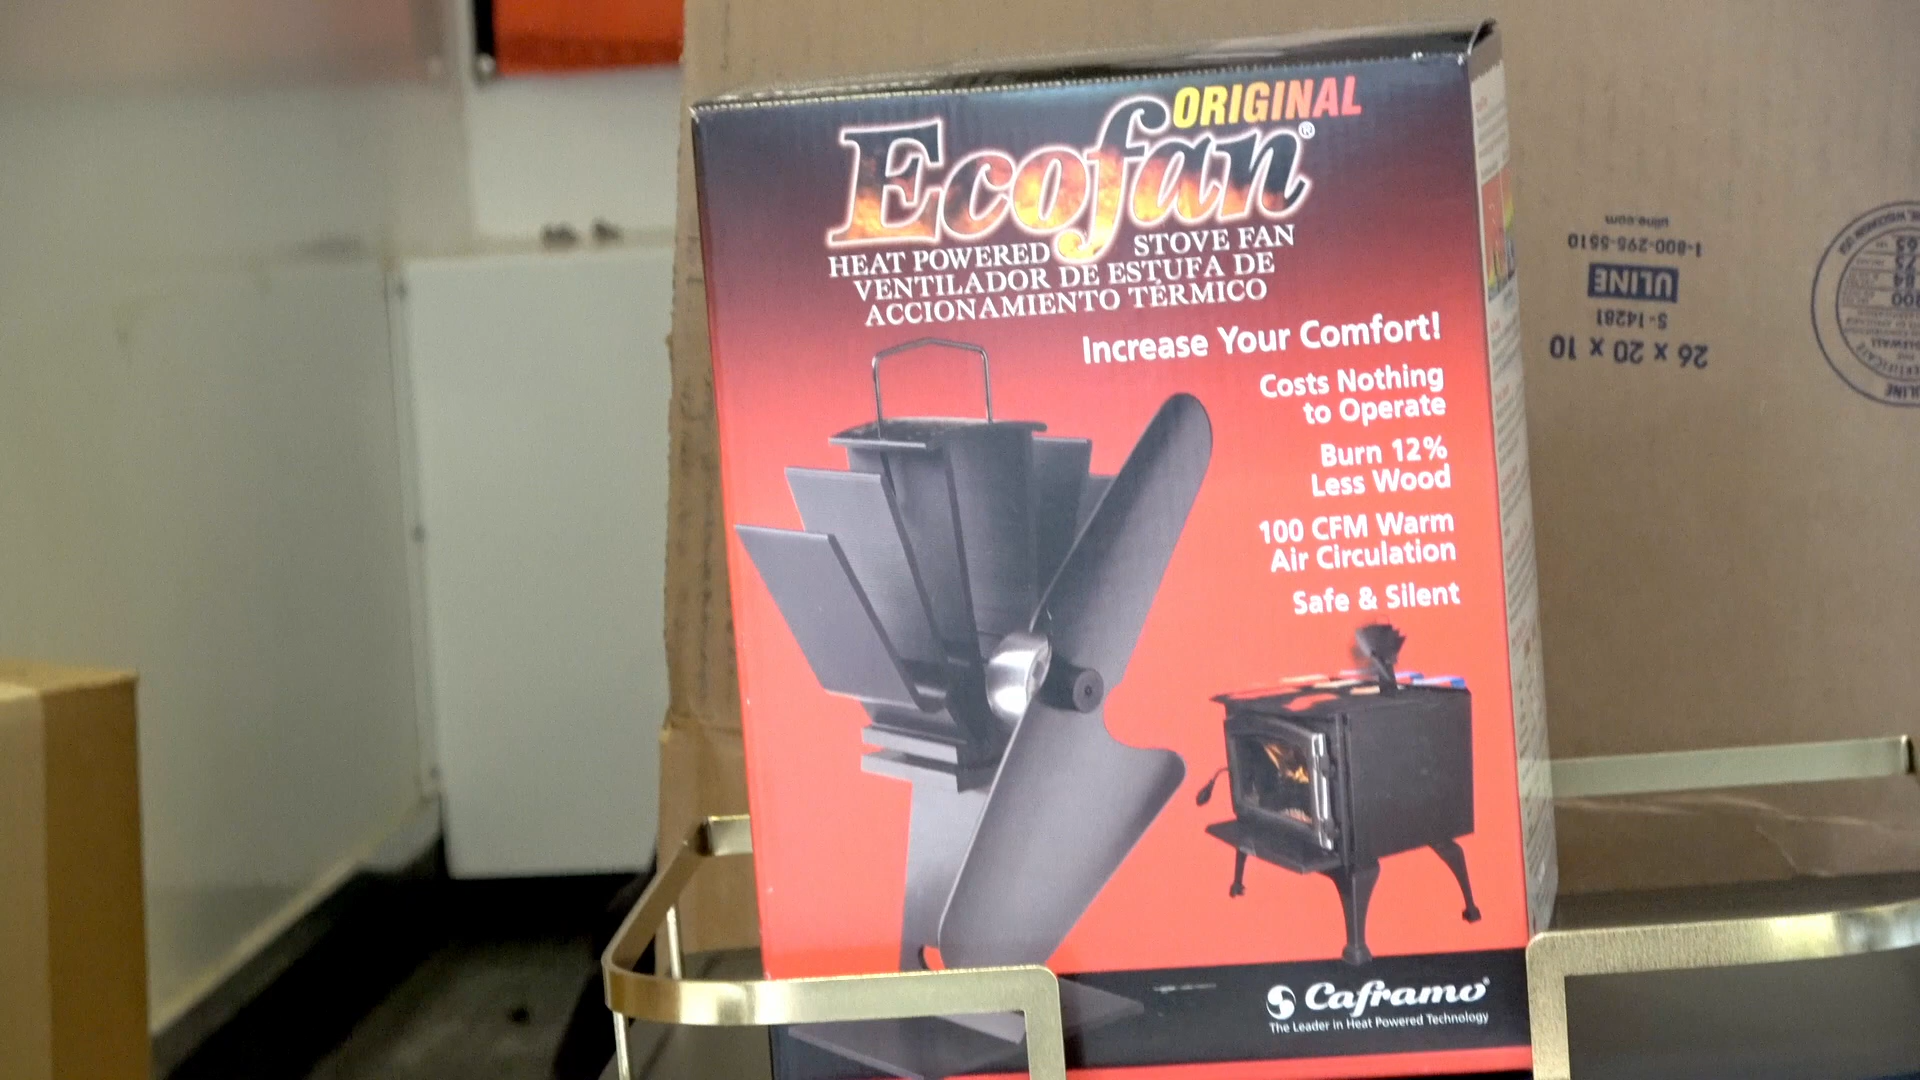 ORIGINAL
Ecofan®
HEAT POWERED STOVE FAN
VENTILADOR DE ESTUFA DE
ACCIONAMIENTO TÉRMICO
Increase Your Comfort!
Costs Nothing
to Operate
Burn 12%
Less Wood
100 CFM Warm
Air Circulation
Safe & Silent
Caframo
The Leader in Heat Powered Technology
26 x 20 x 10
S-14281
ULINE
1-800-295-5510
uline.com